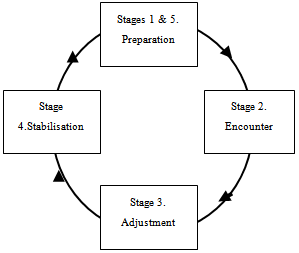 Stages 1 & 5.
Preparation
Stage 2.
Encounter
Stage 3.
Adjustment
Stage
4.Stabilisation